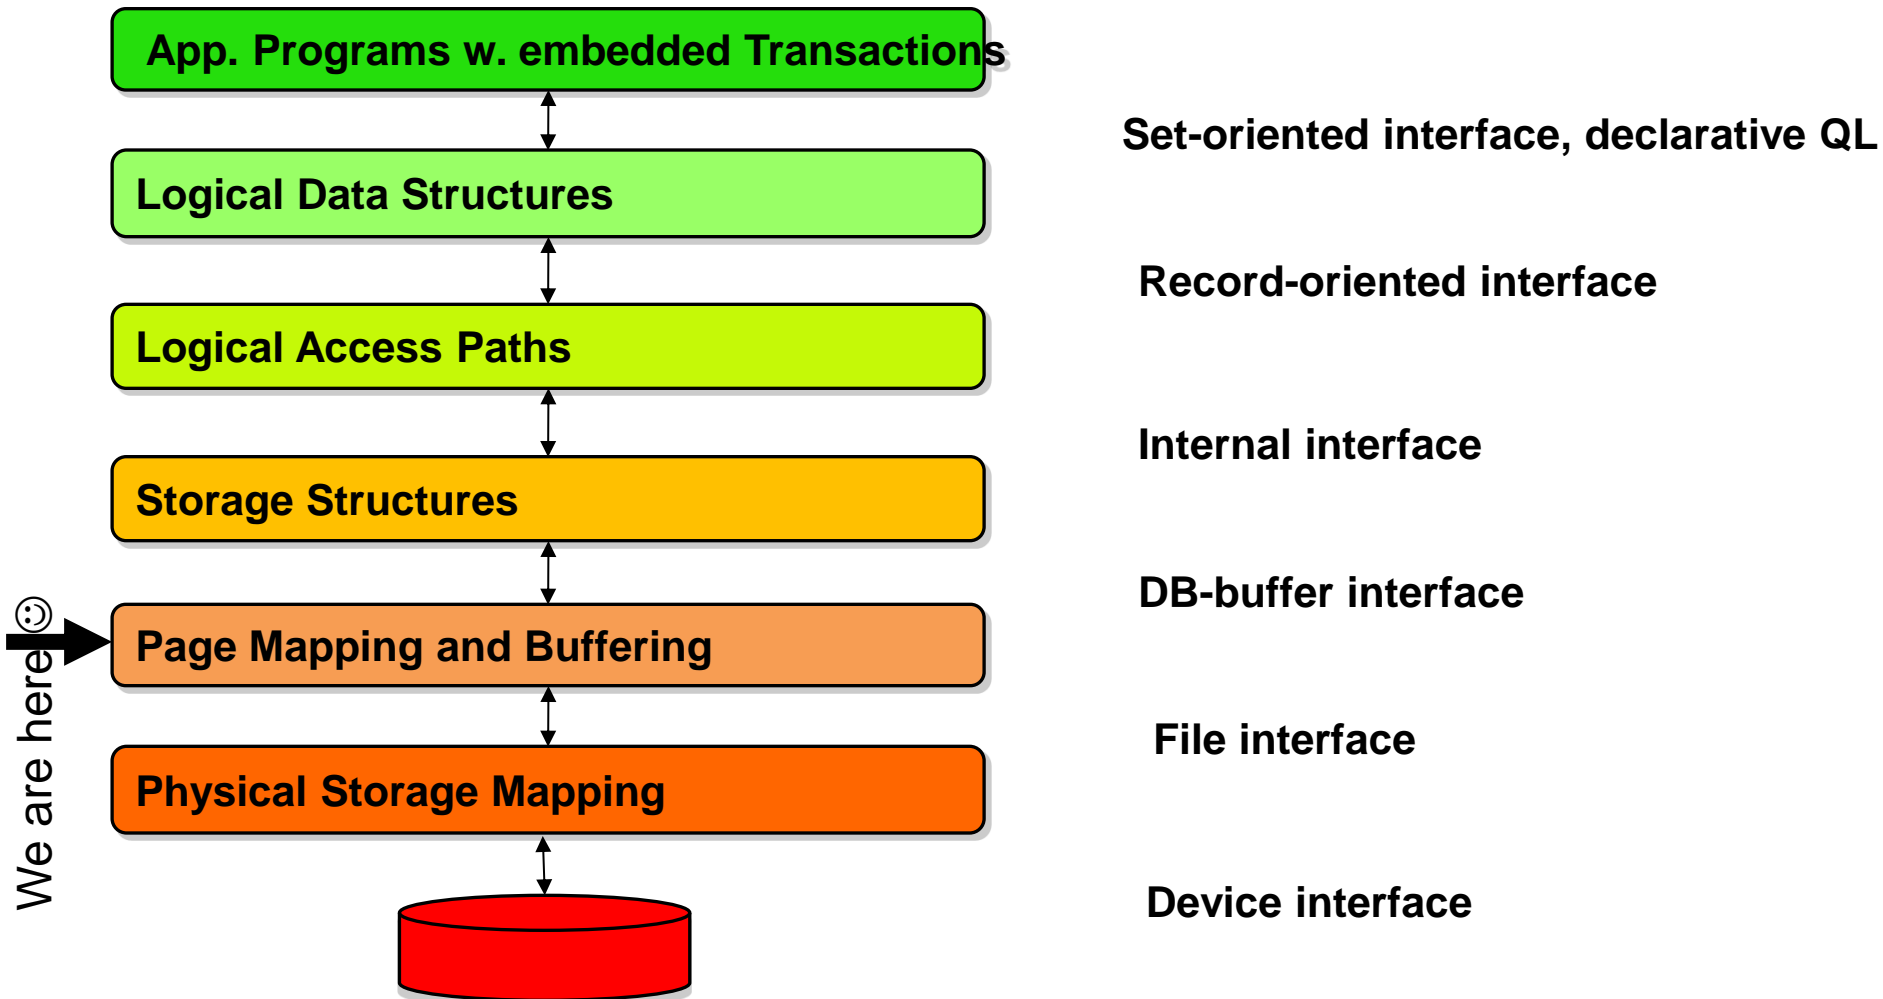 App. Programs w. embedded Transactions
Set-oriented interface, declarative QL
Logical Data Structures
Record-oriented interface
Logical Access Paths
Internal interface
Storage Structures
DB-buffer interface
We are here☺
Page Mapping and Buffering
File interface
Physical Storage Mapping
Device interface